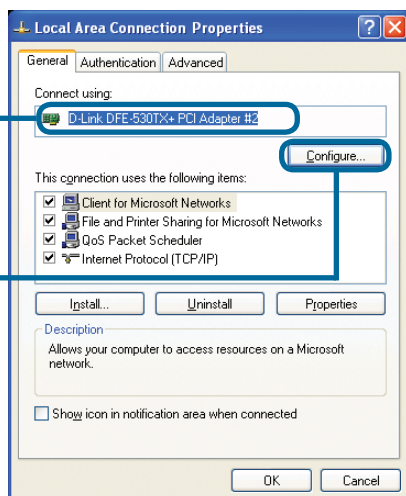 Local Area Connection Properties
General Authentication Advanced
Connect using:
D-Link DFE-530TX+ PCI Adapter #2
Configure...
This connection uses the following items:
Client for Microsoft Networks
File and Printer Sharing for Microsoft Networks
QoS Packet Scheduler
Internet Protocol (TCP/IP)
Install... Uninstall Properties
Description
Allows your computer to access resources on a Microsoft
network.
Show icon in notification area when connected
OK Cancel